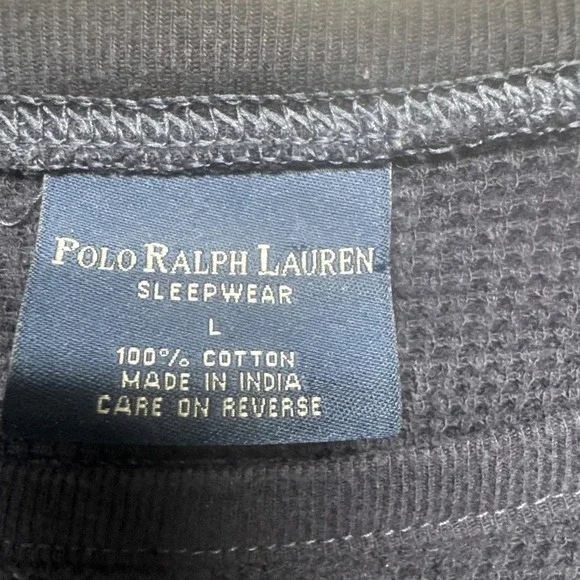 POLO RALPH LAUREN
SLEEPWEAR
L
100% COTTON
MADE IN INDIA
CARE ON REVERSE